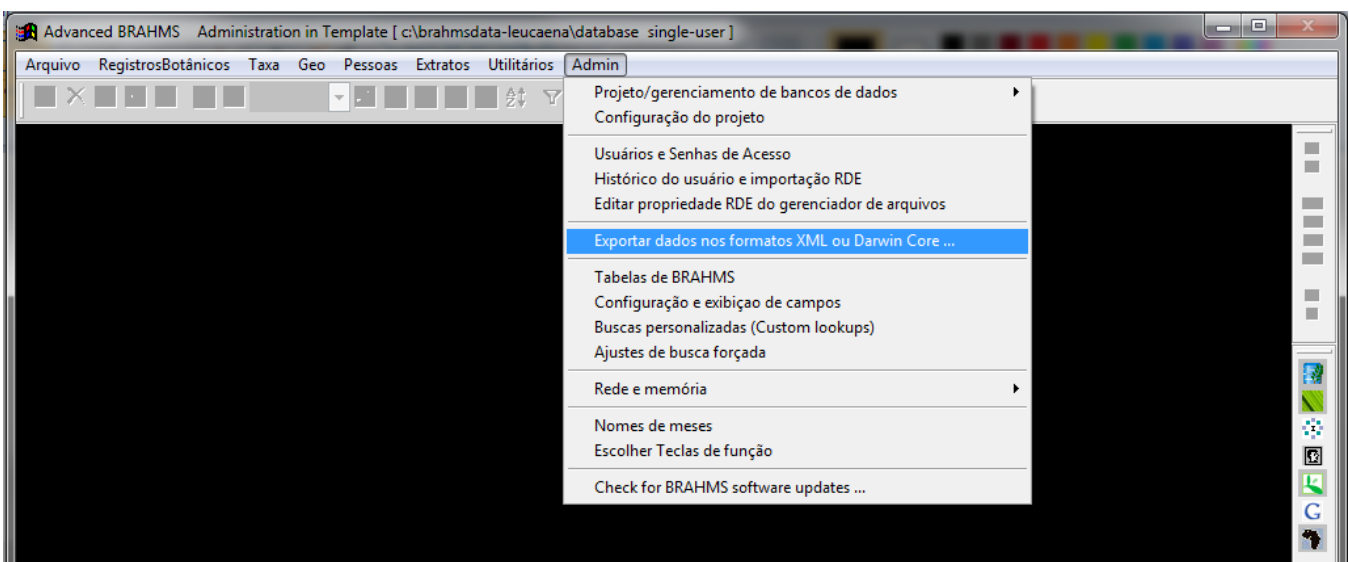 Advanced BRAHMS Administration in Template [ c:\brahmsdata-leucaena\database single-user ]
Arquivo RegistrosBotânicos Taxa Geo Pessoas Extratos Utilitários Admin
Projeto/gerenciamento de bancos de dados
Configuração do projeto
Usuários e Senhas de Acesso
Histórico do usuário e importação RDE
Editar propriedade RDE do gerenciador de arquivos
Exportar dados nos formatos XML ou Darwin Core ...
Tabelas de BRAHMS
Configuração e exibiçao de campos
Buscas personalizadas (Custom lookups)
Ajustes de busca forçada
Rede e memória
Nomes de meses
Escolher Teclas de função
Check for BRAHMS software updates ...
G